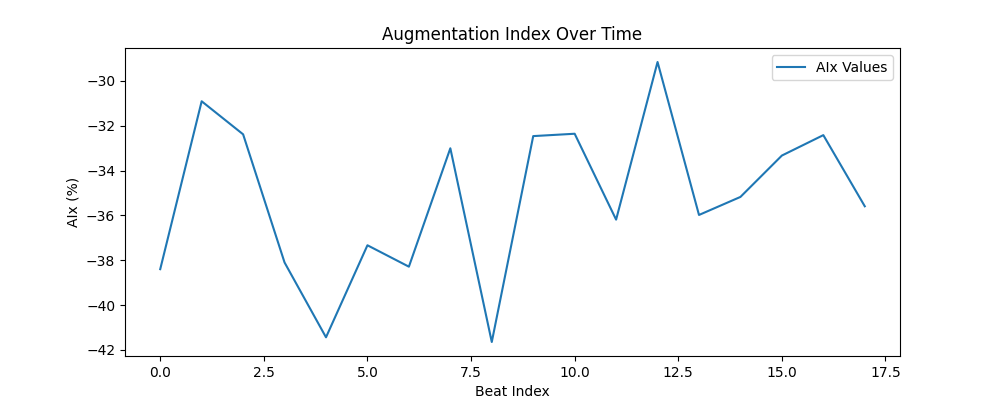 Augmentation Index Over Time
AIx Values
AIx (%)
−30
−32
−34
−36
−38
−40
−42
0.0 2.5 5.0 7.5 10.0 12.5 15.0 17.5
Beat Index